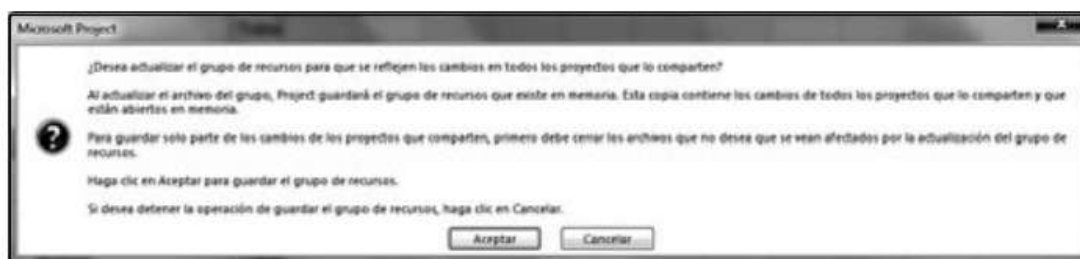 Microsoft Project
¿Desea actualizar el grupo de recursos para que se reflejen los cambios en todos los proyectos que lo comparten?
Al actualizar el archivo del grupo, Project guardará el grupo de recursos que existe en memoria. Esta copia contiene los cambios de todos los proyectos que lo comparten y que
están abiertos en memoria.
Para guardar solo parte de los cambios de los proyectos que comparten, primero debe cerrar los archivos que no desea que se vean afectados por la actualización del grupo de
recursos.
Haga clic en Aceptar para guardar el grupo de recursos.
Si desea detener la operación de guardar el grupo de recursos, haga clic en Cancelar.
Aceptar Cancelar